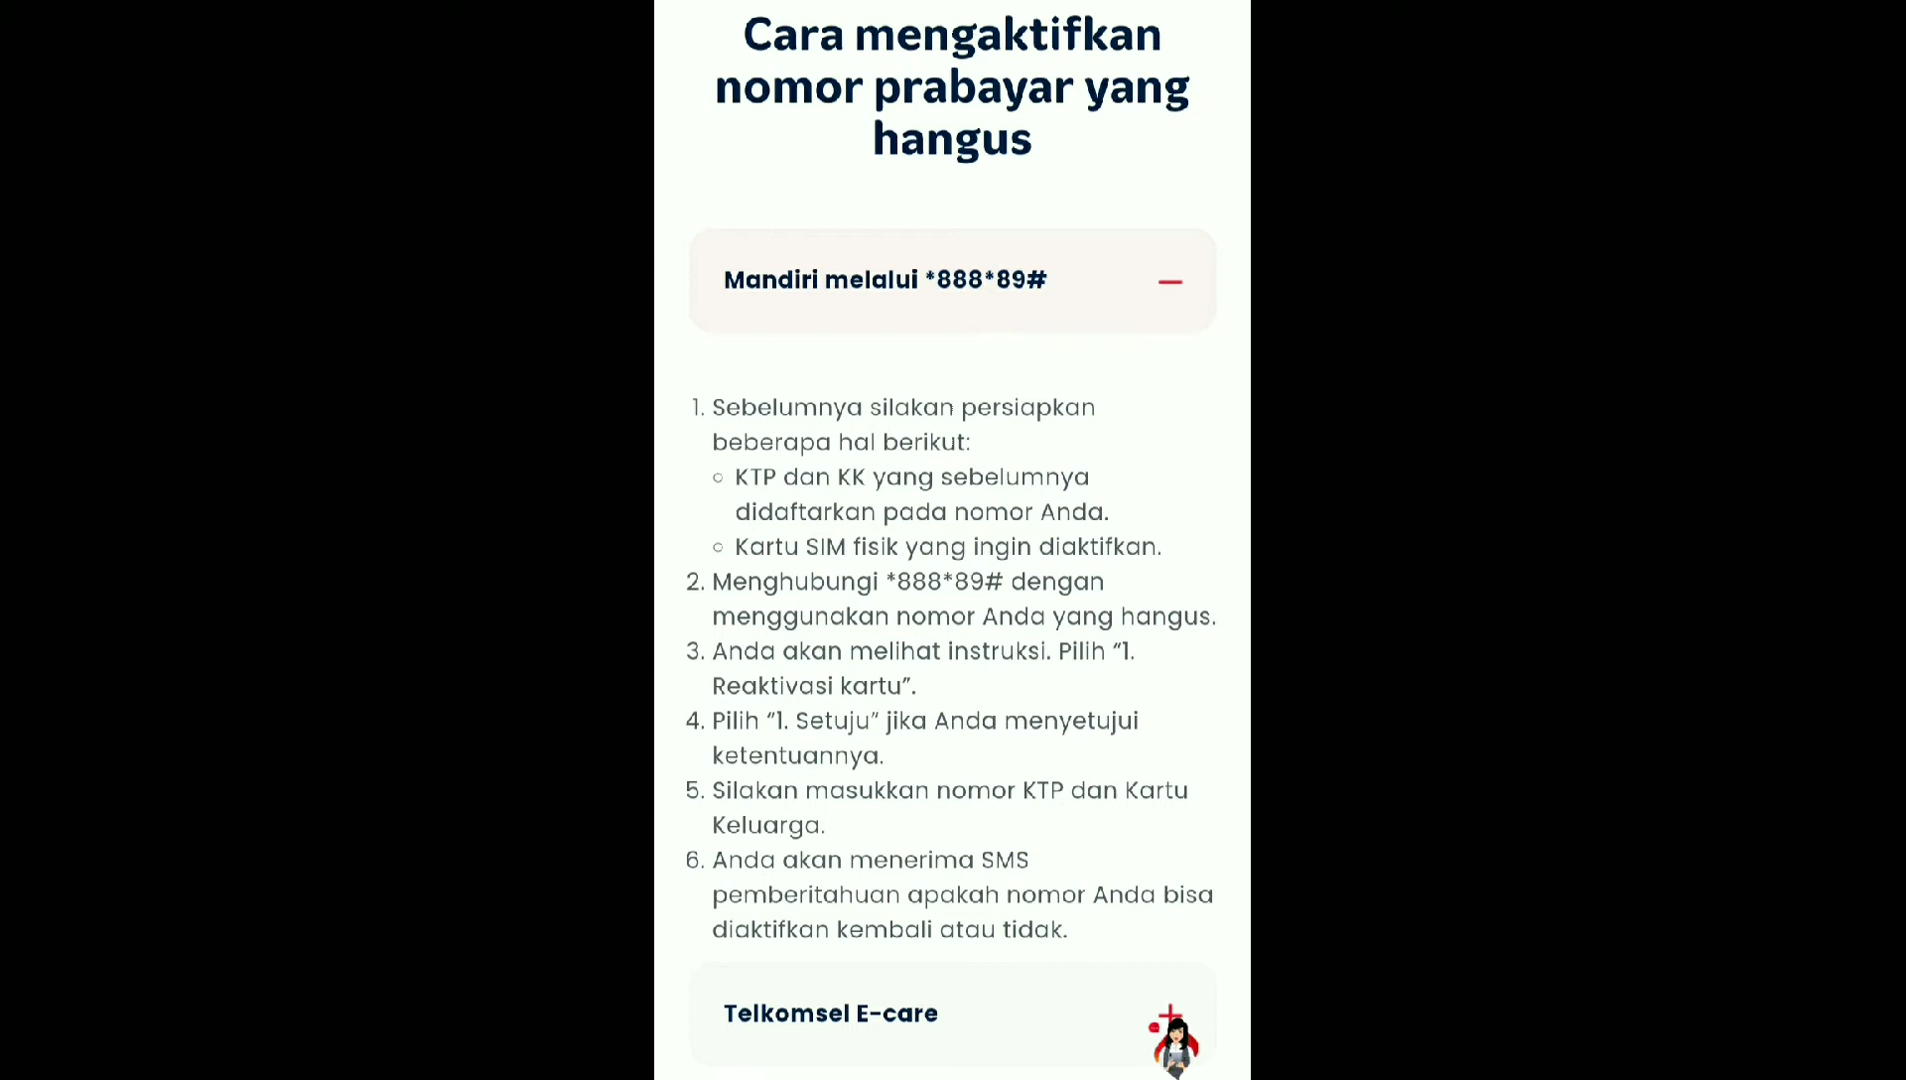 Cara mengaktifkan
nomor prabayar yang
hangus
Mandiri melalui *888*89#
1. Sebelumnya silakan persiapkan
beberapa hal berikut:
○ KTP dan KK yang sebelumnya
didaftarkan pada nomor Anda.
○ Kartu SIM fisik yang ingin diaktifkan.
2. Menghubungi *888*89# dengan
menggunakan nomor Anda yang hangus.
3. Anda akan melihat instruksi. Pilih “1.
Reaktivasi kartu”.
4. Pilih “1. Setuju” jika Anda menyetujui
ketentuannya.
5. Silakan masukkan nomor KTP dan Kartu
Keluarga.
6. Anda akan menerima SMS
pemberitahuan apakah nomor Anda bisa
diaktifkan kembali atau tidak.
Telkomsel E-care